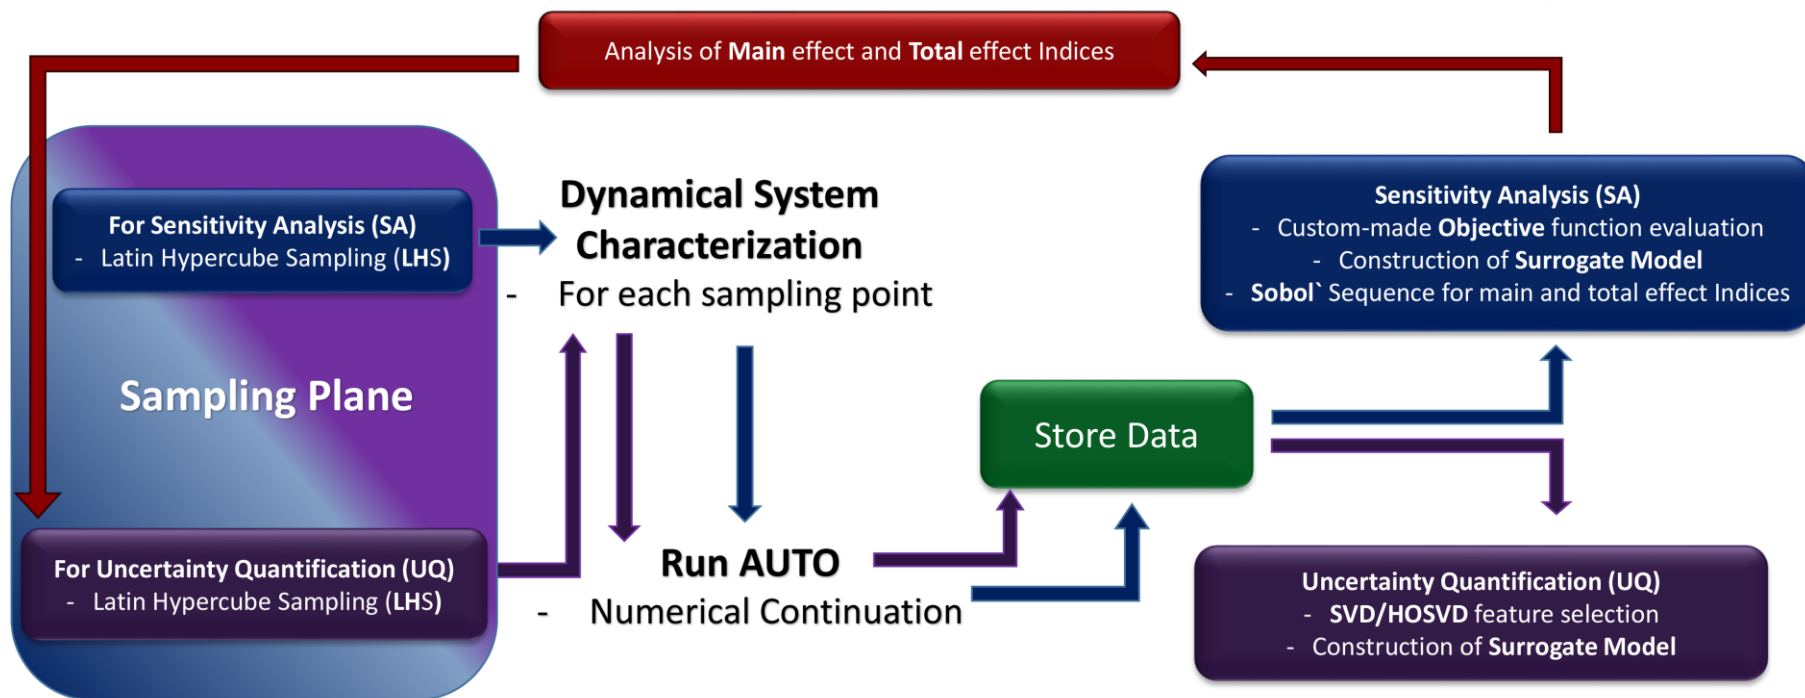 Analysis of Main effect and Total effect Indices
For Sensitivity Analysis (SA)
- Latin Hypercube Sampling (LHS)
Sampling Plane
For Uncertainty Quantification (UQ)
- Latin Hypercube Sampling (LHS)
Dynamical System
Characterization
- For each sampling point
Run AUTO
- Numerical Continuation
Store Data
Sensitivity Analysis (SA)
- Custom-made Objective function evaluation
- Construction of Surrogate Model
- Sobol` Sequence for main and total effect Indices
Uncertainty Quantification (UQ)
- SVD/HOSVD feature selection
- Construction of Surrogate Model